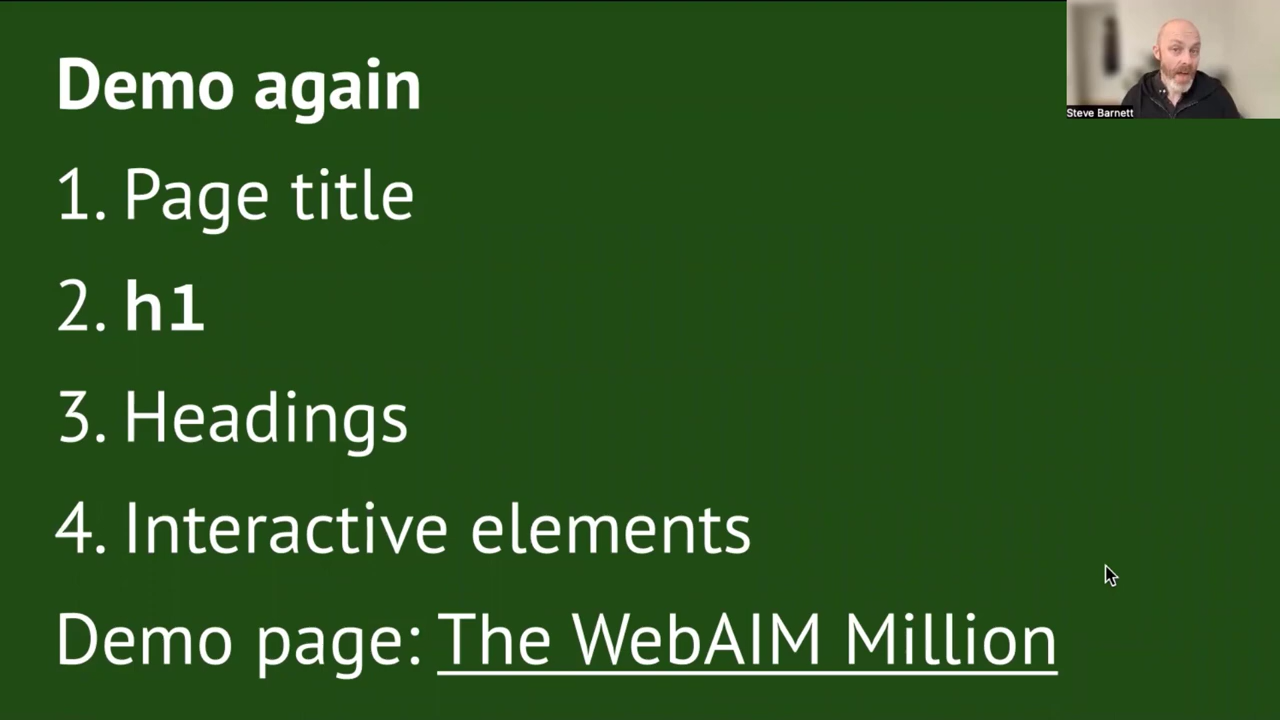 Demo again
1. Page title
2. h1
3. Headings
4. Interactive elements
Demo page: The WebAIM Million
Steve Barnett